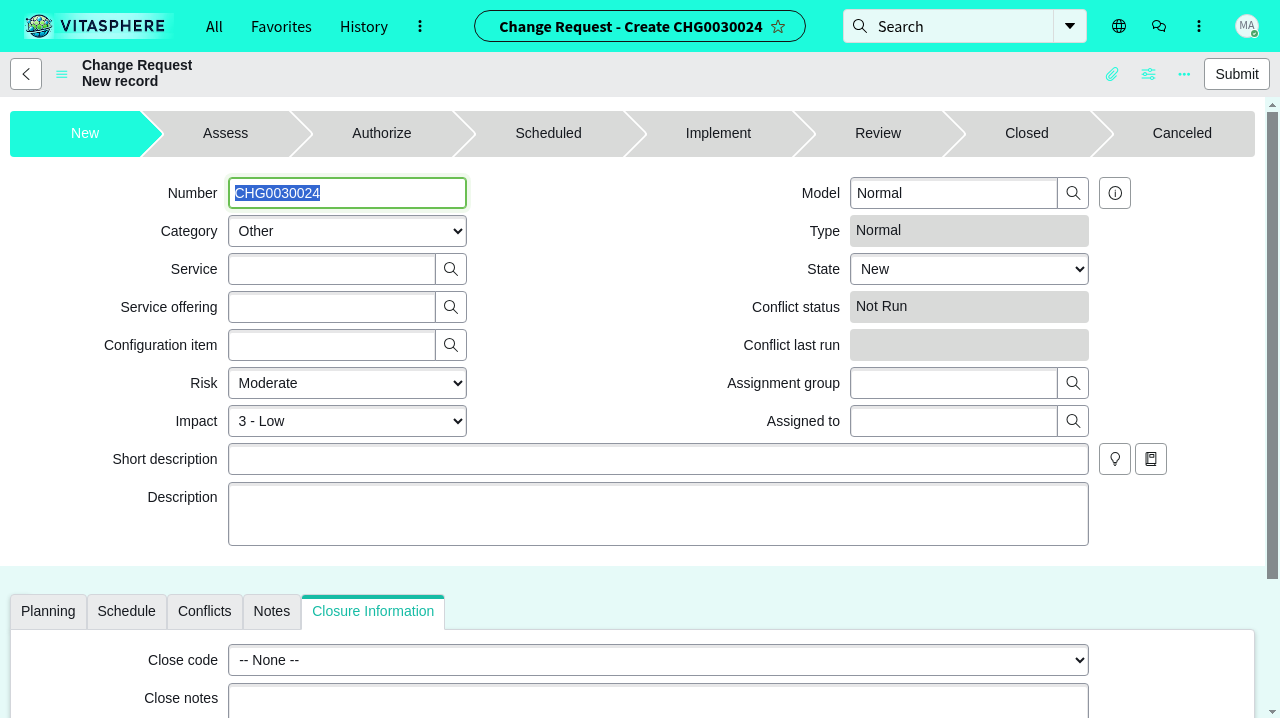 VITASPHERE
All
Favorites
History
Change Request - Create CHG0030024
Search
MA
Change Request
New record
Submit
New
Assess
Authorize
Scheduled
Implement
Review
Closed
Canceled
Number
CHG0030024
Model
Normal
Category
Other
Type
Normal
Service
State
New
Service offering
Conflict status
Not Run
Configuration item
Conflict last run
Risk
Moderate
Assignment group
Impact
3 - Low
Assigned to
Short description
Description
Planning
Schedule
Conflicts
Notes
Closure Information
Close code
-- None --
Close notes